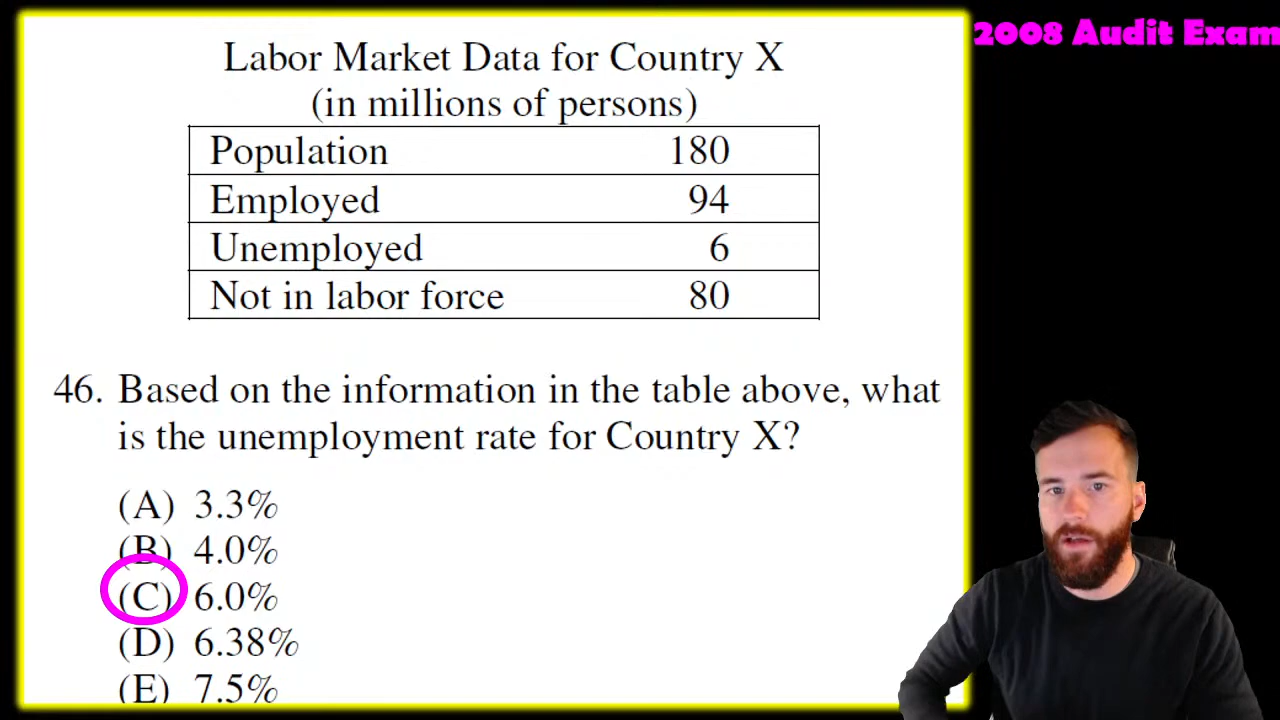 2008 Audit Exam
Labor Market Data for Country X
(in millions of persons)
Population 180
Employed 94
Unemployed 6
Not in labor force 80
46. Based on the information in the table above, what
is the unemployment rate for Country X?
(A) 3.3%
(B) 4.0%
(C) 6.0%
(D) 6.38%
(E) 7.5%